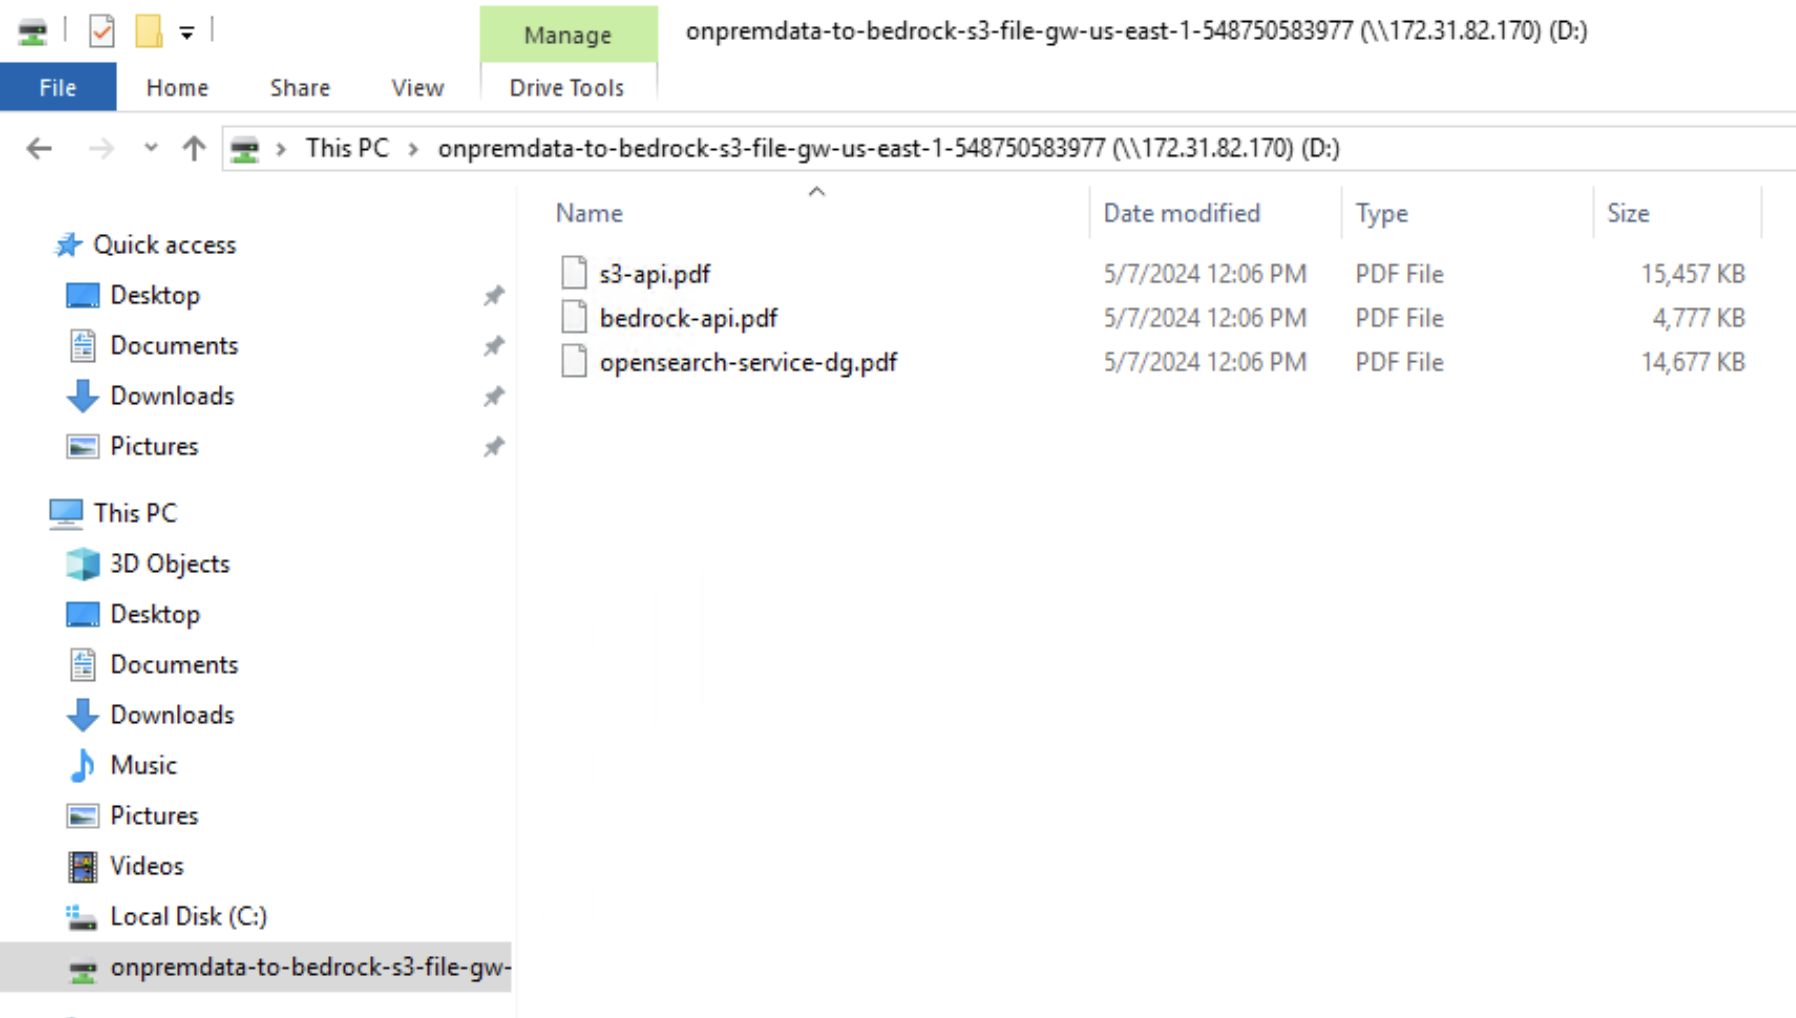 Manage
onpremdata-to-bedrock-s3-file-gw-us-east-1-548750583977 (\\172.31.82.170) (D:)
File Home Share View Drive Tools
This PC > onpremdata-to-bedrock-s3-file-gw-us-east-1-548750583977 (\\172.31.82.170) (D:)
Name Date modified Type Size
s3-api.pdf 5/7/2024 12:06 PM PDF File 15,457 KB
bedrock-api.pdf 5/7/2024 12:06 PM PDF File 4,777 KB
opensearch-service-dg.pdf 5/7/2024 12:06 PM PDF File 14,677 KB
Quick access
Desktop
Documents
Downloads
Pictures
This PC
3D Objects
Desktop
Documents
Downloads
Music
Pictures
Videos
Local Disk (C:)
onpremdata-to-bedrock-s3-file-gw-